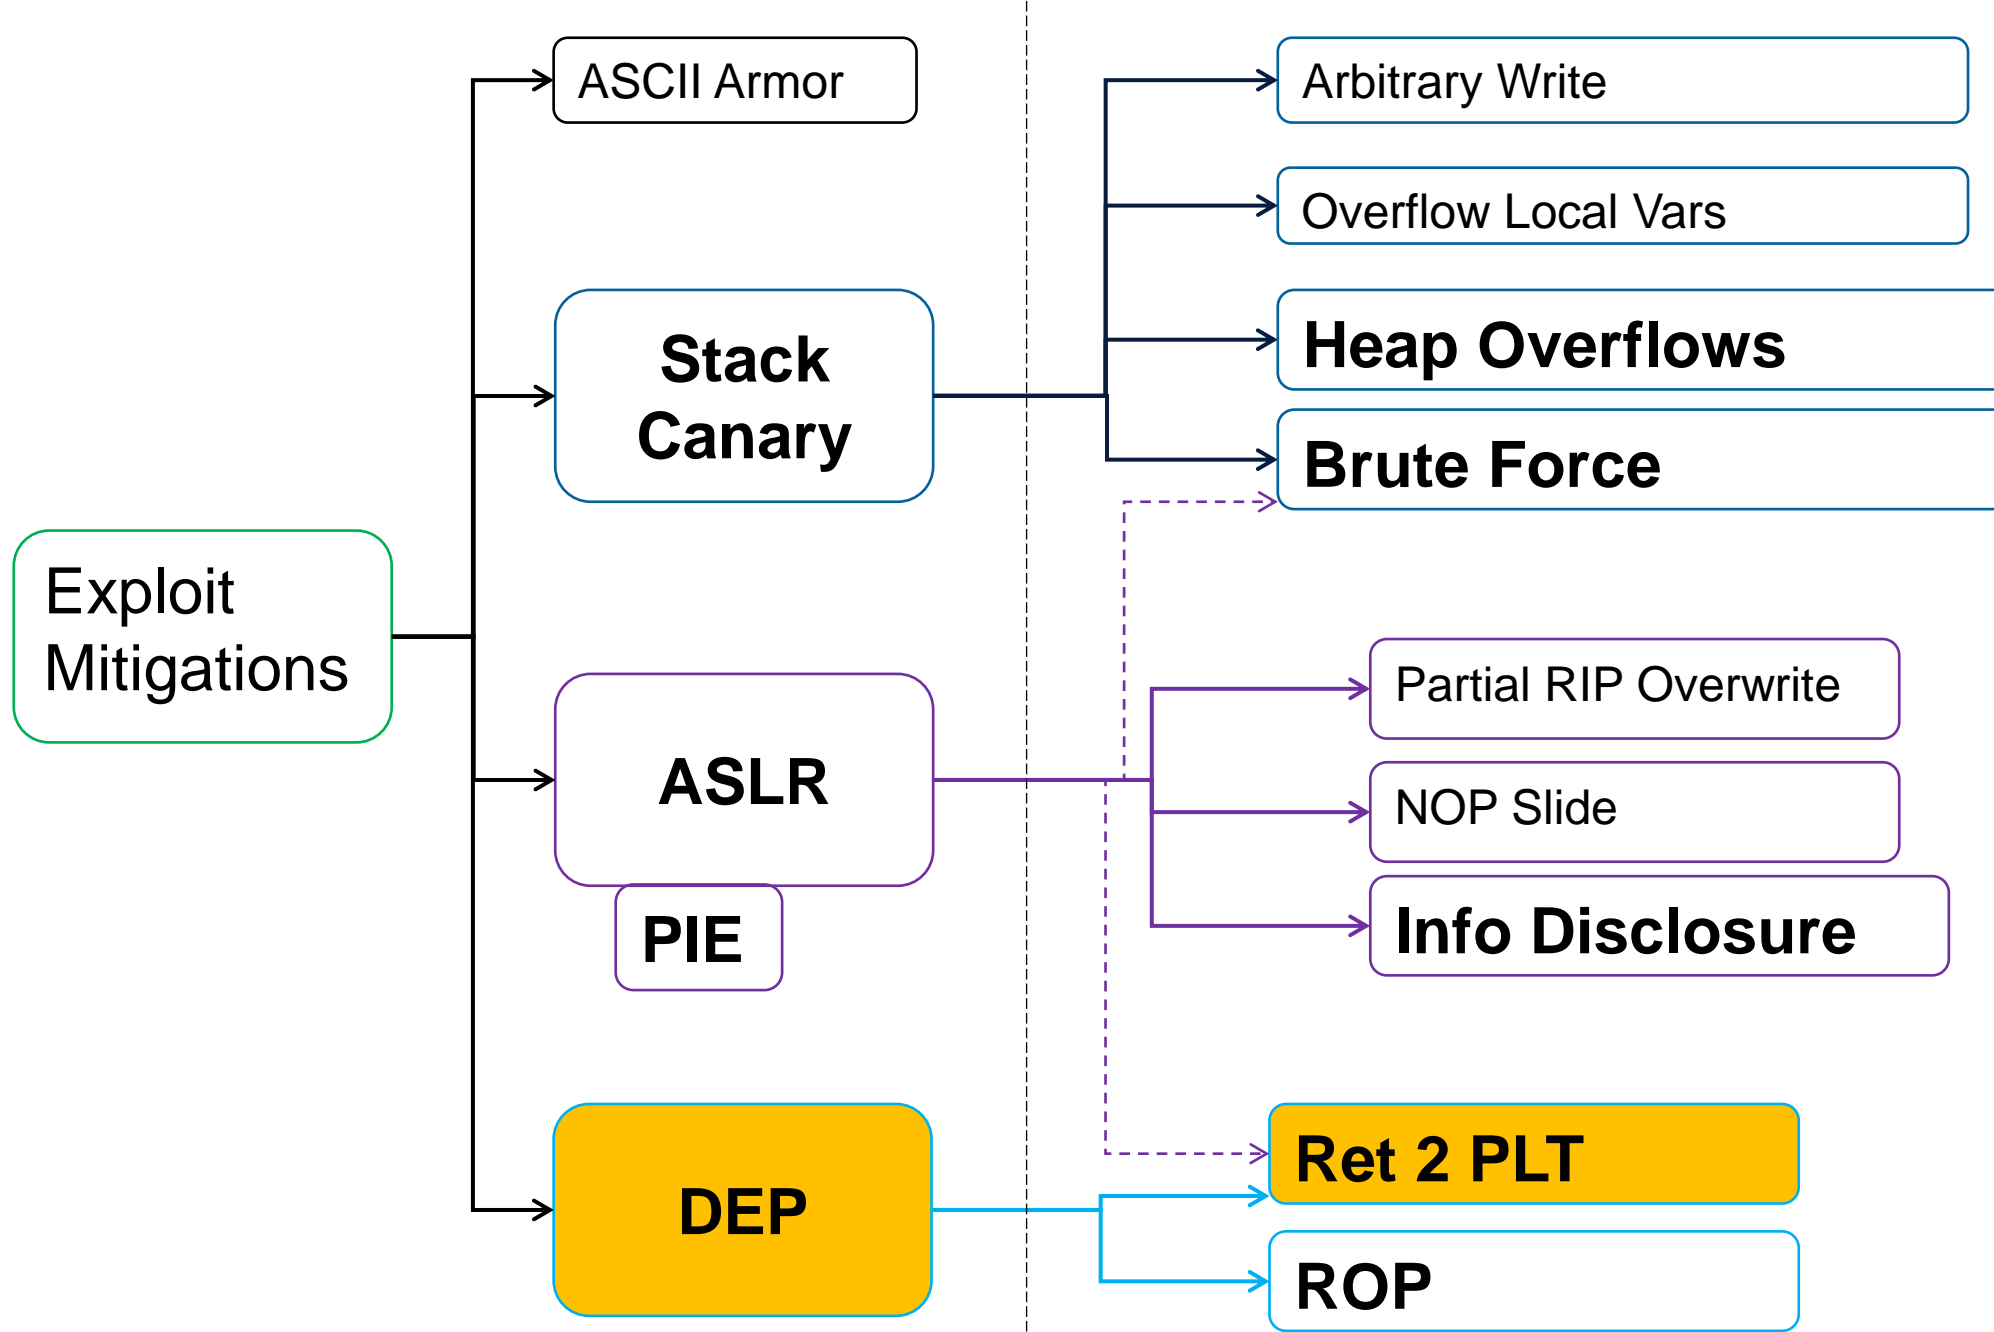 ASCII Armor
Arbitrary Write
Overflow Local Vars
Stack
Canary
Heap Overflows
Brute Force
Exploit
Mitigations
Partial RIP Overwrite
ASLR
NOP Slide
PIE
Info Disclosure
DEP
Ret 2 PLT
ROP